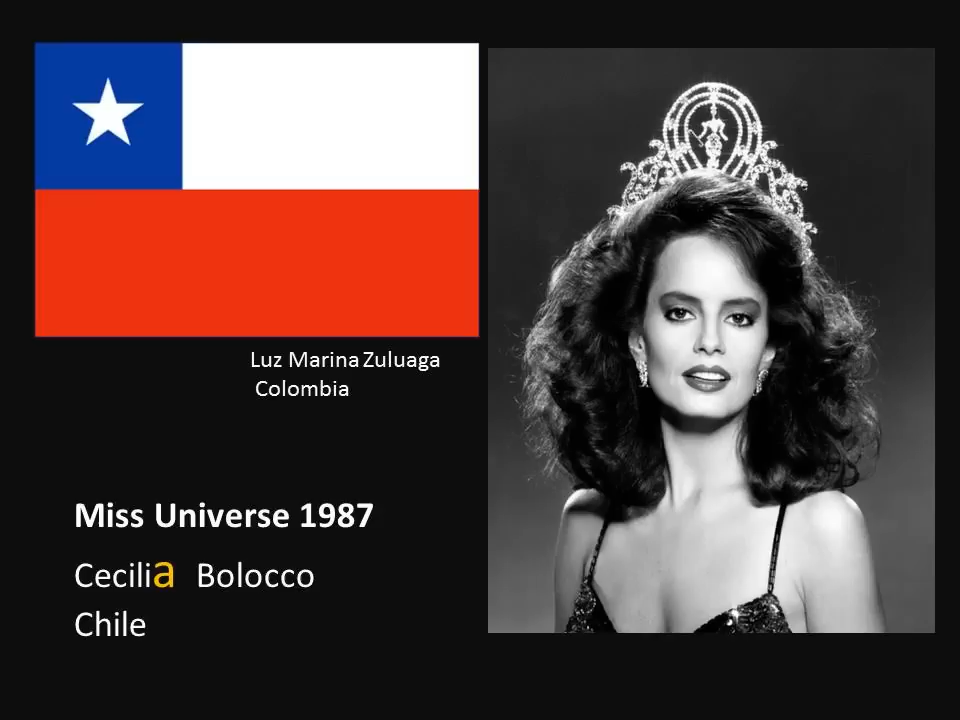 Luz Marina Zuluaga
Colombia
Miss Universe 1987
Cecilia Bolocco
Chile